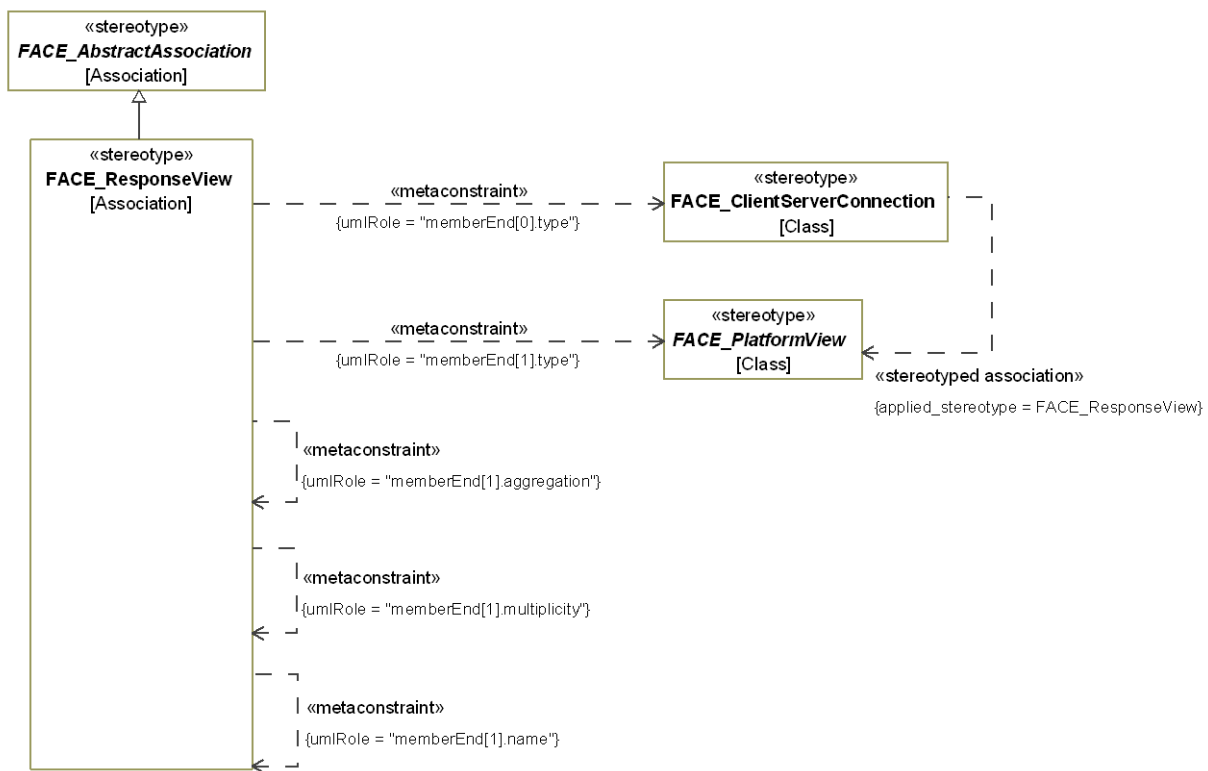 «stereotype»
FACE_AbstractAssociation
[Association]
«stereotype»
FACE_ResponseView
[Association]
«metaconstraint»
{umlRole = "memberEnd[0].type"}
«stereotype»
FACE_ClientServerConnection
[Class]
«metaconstraint»
{umlRole = "memberEnd[1].type"}
«stereotype»
FACE_PlatformView
[Class]
«stereotyped association»
{applied_stereotype = FACE_ResponseView}
«metaconstraint»
{umlRole = "memberEnd[1].aggregation"}
«metaconstraint»
{umlRole = "memberEnd[1].multiplicity"}
«metaconstraint»
{umlRole = "memberEnd[1].name"}